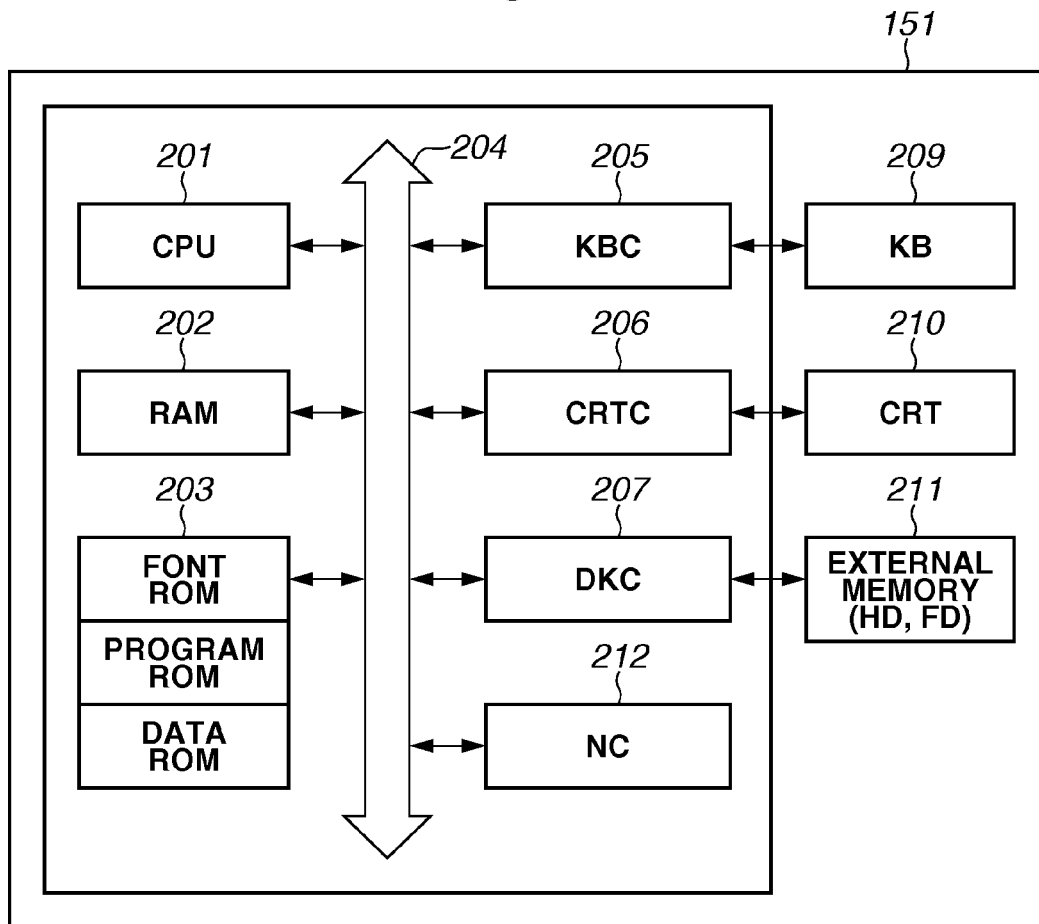 151
201
204
205
209
CPU
KBC
KB
202
206
210
RAM
CRTC
CRT
203
207
211
FONT
ROM
DKC
EXTERNAL
MEMORY
(HD, FD)
PROGRAM
ROM
212
DATA
ROM
NC